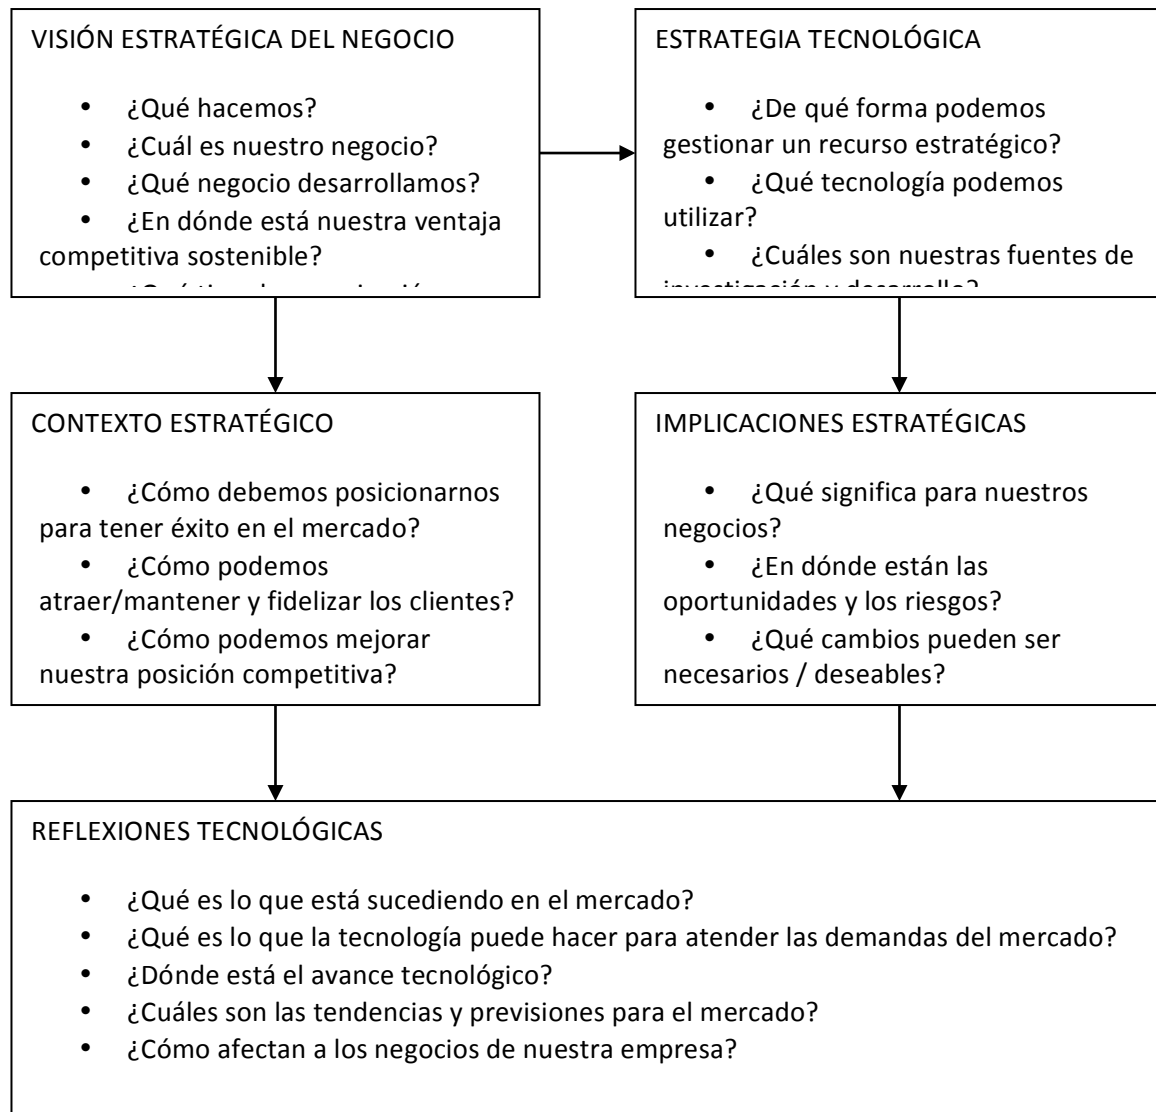 VISIÓN ESTRATÉGICA DEL NEGOCIO
• ¿Qué hacemos?
• ¿Cuál es nuestro negocio?
• ¿Qué negocio desarrollamos?
• ¿En dónde está nuestra ventaja
competitiva sostenible?
ESTRATEGIA TECNOLÓGICA
• ¿De qué forma podemos
gestionar un recurso estratégico?
• ¿Qué tecnología podemos
utilizar?
• ¿Cuáles son nuestras fuentes de
investigación y desarrollo?
CONTEXTO ESTRATÉGICO
• ¿Cómo debemos posicionarnos
para tener éxito en el mercado?
• ¿Cómo podemos
atraer/mantener y fidelizar los clientes?
• ¿Cómo podemos mejorar
nuestra posición competitiva?
IMPLICACIONES ESTRATÉGICAS
• ¿Qué significa para nuestros
negocios?
• ¿En dónde están las
oportunidades y los riesgos?
• ¿Qué cambios pueden ser
necesarios / deseables?
REFLEXIONES TECNOLÓGICAS
• ¿Qué es lo que está sucediendo en el mercado?
• ¿Qué es lo que la tecnología puede hacer para atender las demandas del mercado?
• ¿Dónde está el avance tecnológico?
• ¿Cuáles son las tendencias y previsiones para el mercado?
• ¿Cómo afectan a los negocios de nuestra empresa?